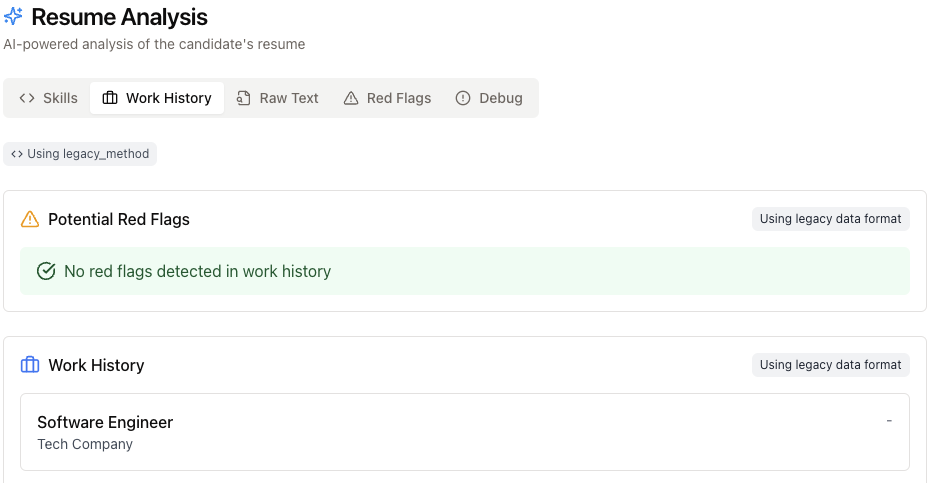 Resume Analysis
AI-powered analysis of the candidate's resume
Skills Work History Raw Text Red Flags Debug
Using legacy_method
Potential Red Flags Using legacy data format
No red flags detected in work history
Work History Using legacy data format
Software Engineer -
Tech Company